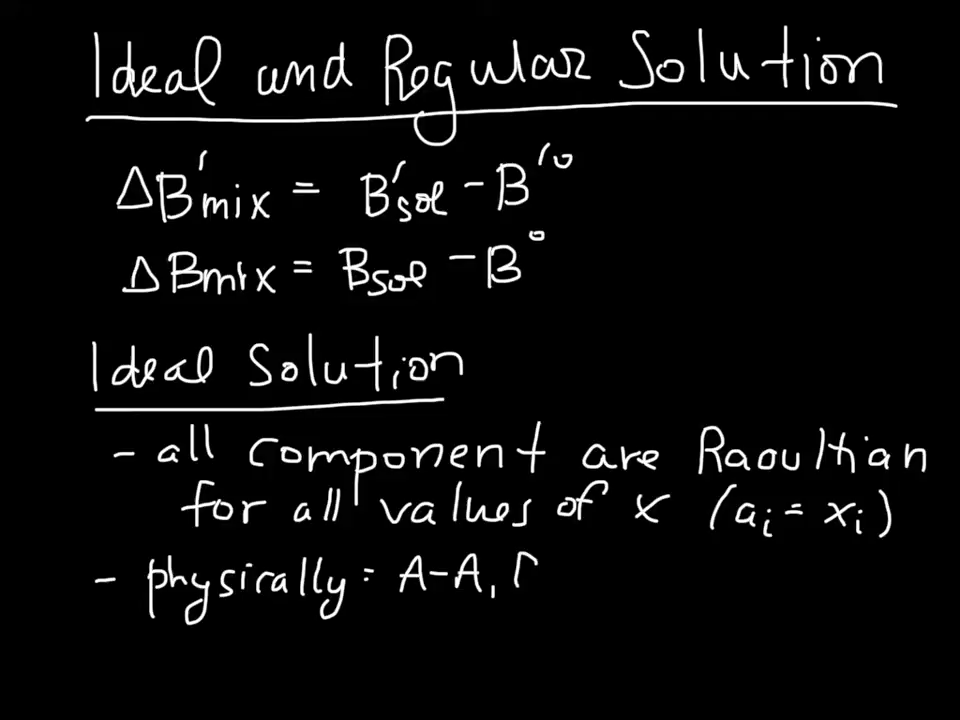 Ideal and Regular Solution
ΔB'mix = B'sol - B'°
ΔBmix = Bsol - B°
Ideal Solution
- all component are Raoultian
for all values of x (ai = xi)
- physically: A-A,